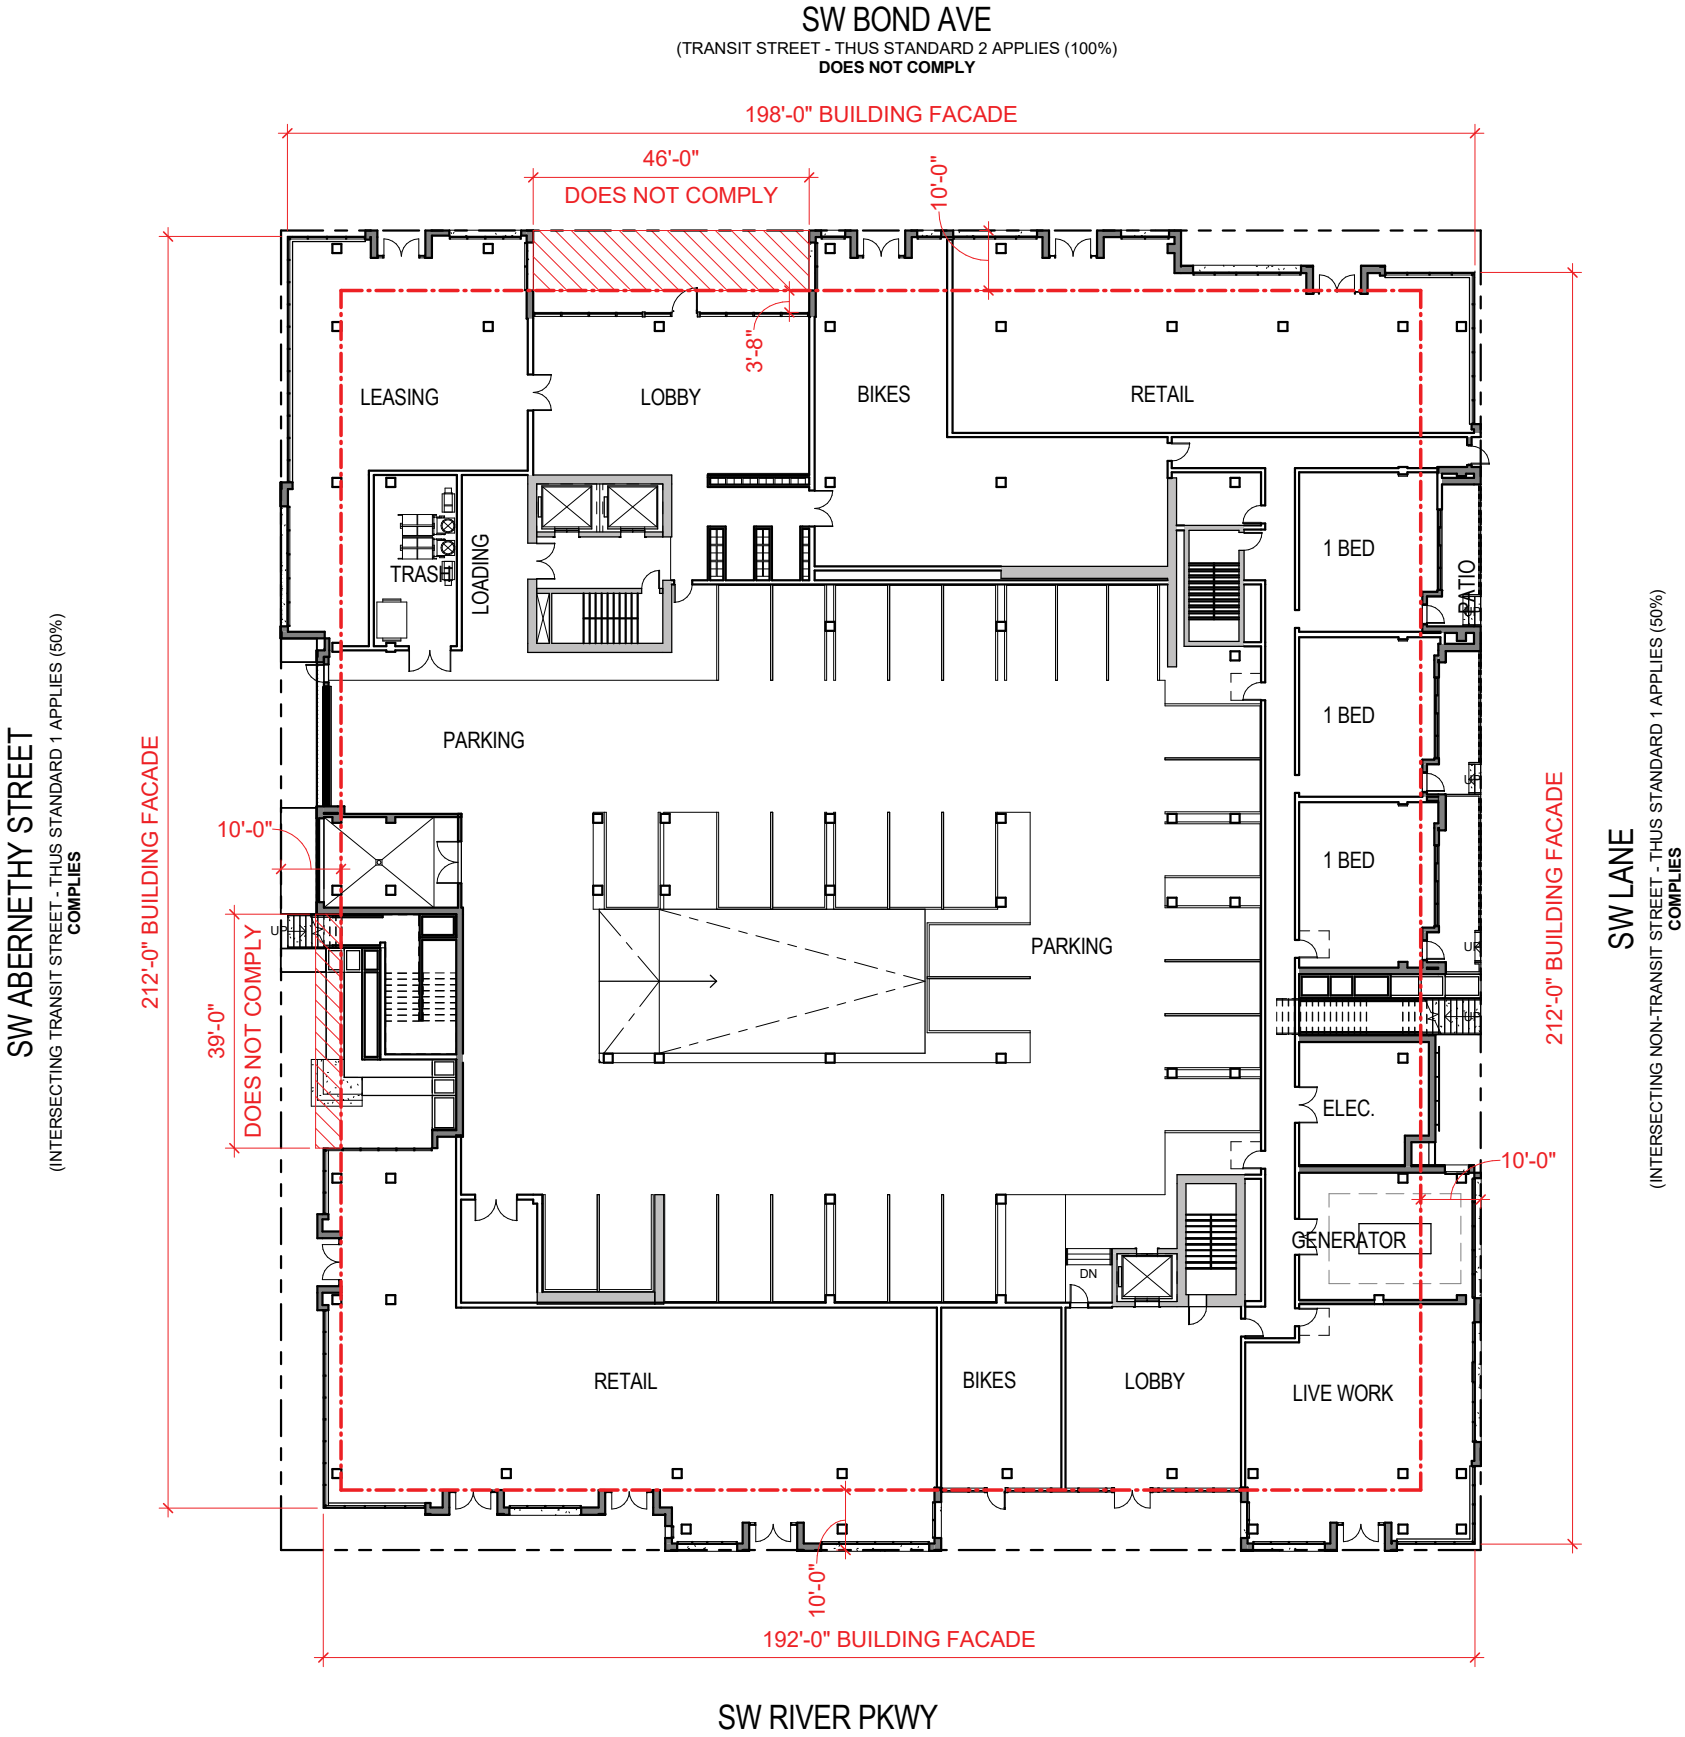 SW BOND AVE
(TRANSIT STREET - THUS STANDARD 2 APPLIES (100%)
DOES NOT COMPLY
198'-0" BUILDING FACADE
46'-0"
DOES NOT COMPLY
10'-0"
3'-8"
LEASING
LOBBY
BIKES
RETAIL
TRASH
LOADING
1 BED
PATIO
UP
1 BED
UP
1 BED
UP
PARKING
PARKING
10'-0"
UP
39'-0"
DOES NOT COMPLY
212'-0" BUILDING FACADE
SW ABERNETHY STREET
(INTERSECTING TRANSIT STREET - THUS STANDARD 1 APPLIES (50%)
COMPLIES
212'-0" BUILDING FACADE
SW LANE
(INTERSECTING NON-TRANSIT STREET - THUS STANDARD 1 APPLIES (50%)
COMPLIES
UP
ELEC.
10'-0"
GENERATOR
DN
RETAIL
BIKES
LOBBY
LIVE WORK
10'-0"
192'-0" BUILDING FACADE
SW RIVER PKWY